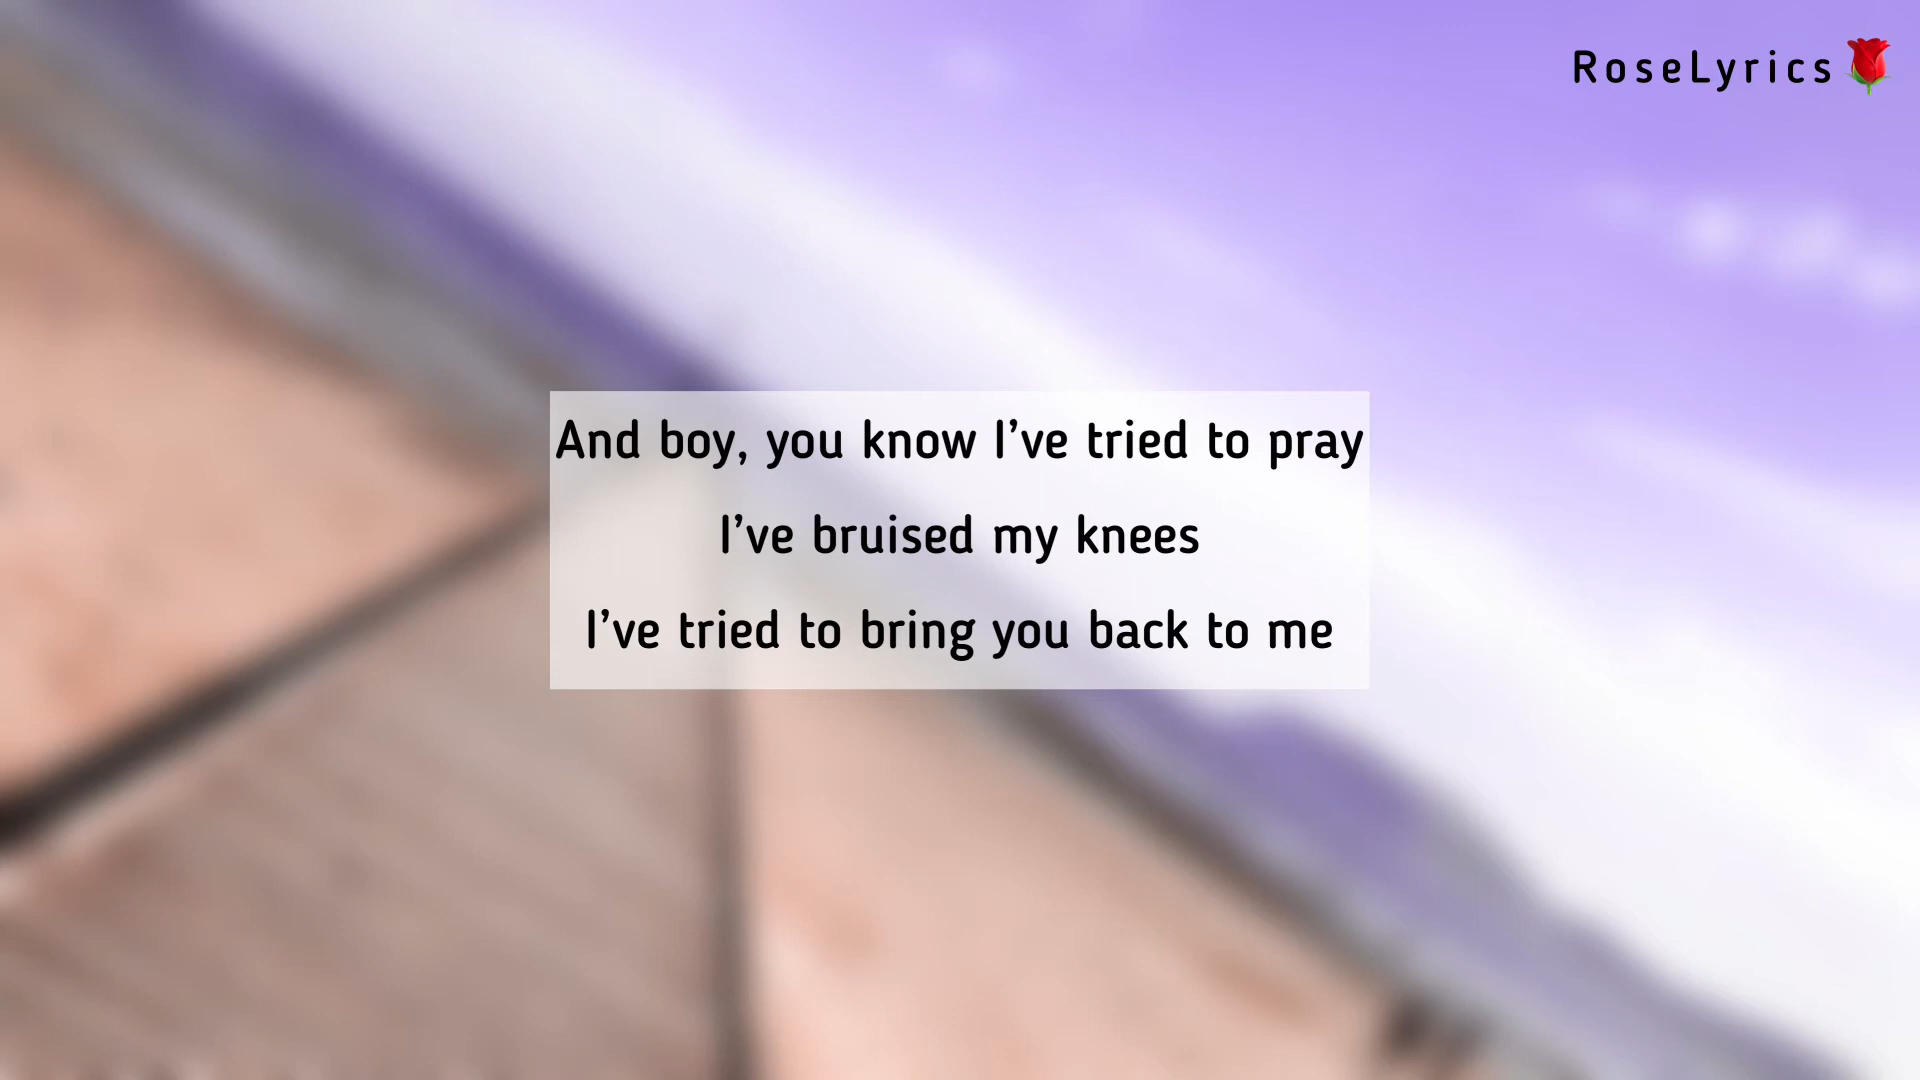 RoseLyrics
And boy, you know I’ve tried to pray
I’ve bruised my knees
I’ve tried to bring you back to me